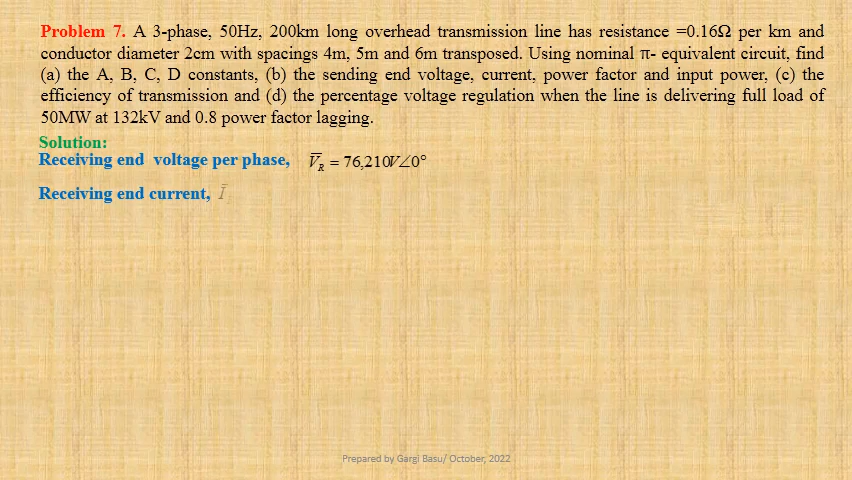 Problem 7. A 3-phase, 50Hz, 200km long overhead transmission line has resistance =0.16Ω per km and
conductor diameter 2cm with spacings 4m, 5m and 6m transposed. Using nominal π- equivalent circuit, find
(a) the A, B, C, D constants, (b) the sending end voltage, current, power factor and input power, (c) the
efficiency of transmission and (d) the percentage voltage regulation when the line is delivering full load of
50MW at 132kV and 0.8 power factor lagging.
Solution:
Receiving end voltage per phase, V̅_R = 76,210V∠0°
Receiving end current, I̅
Prepared by Gargi Basu/ October, 2022